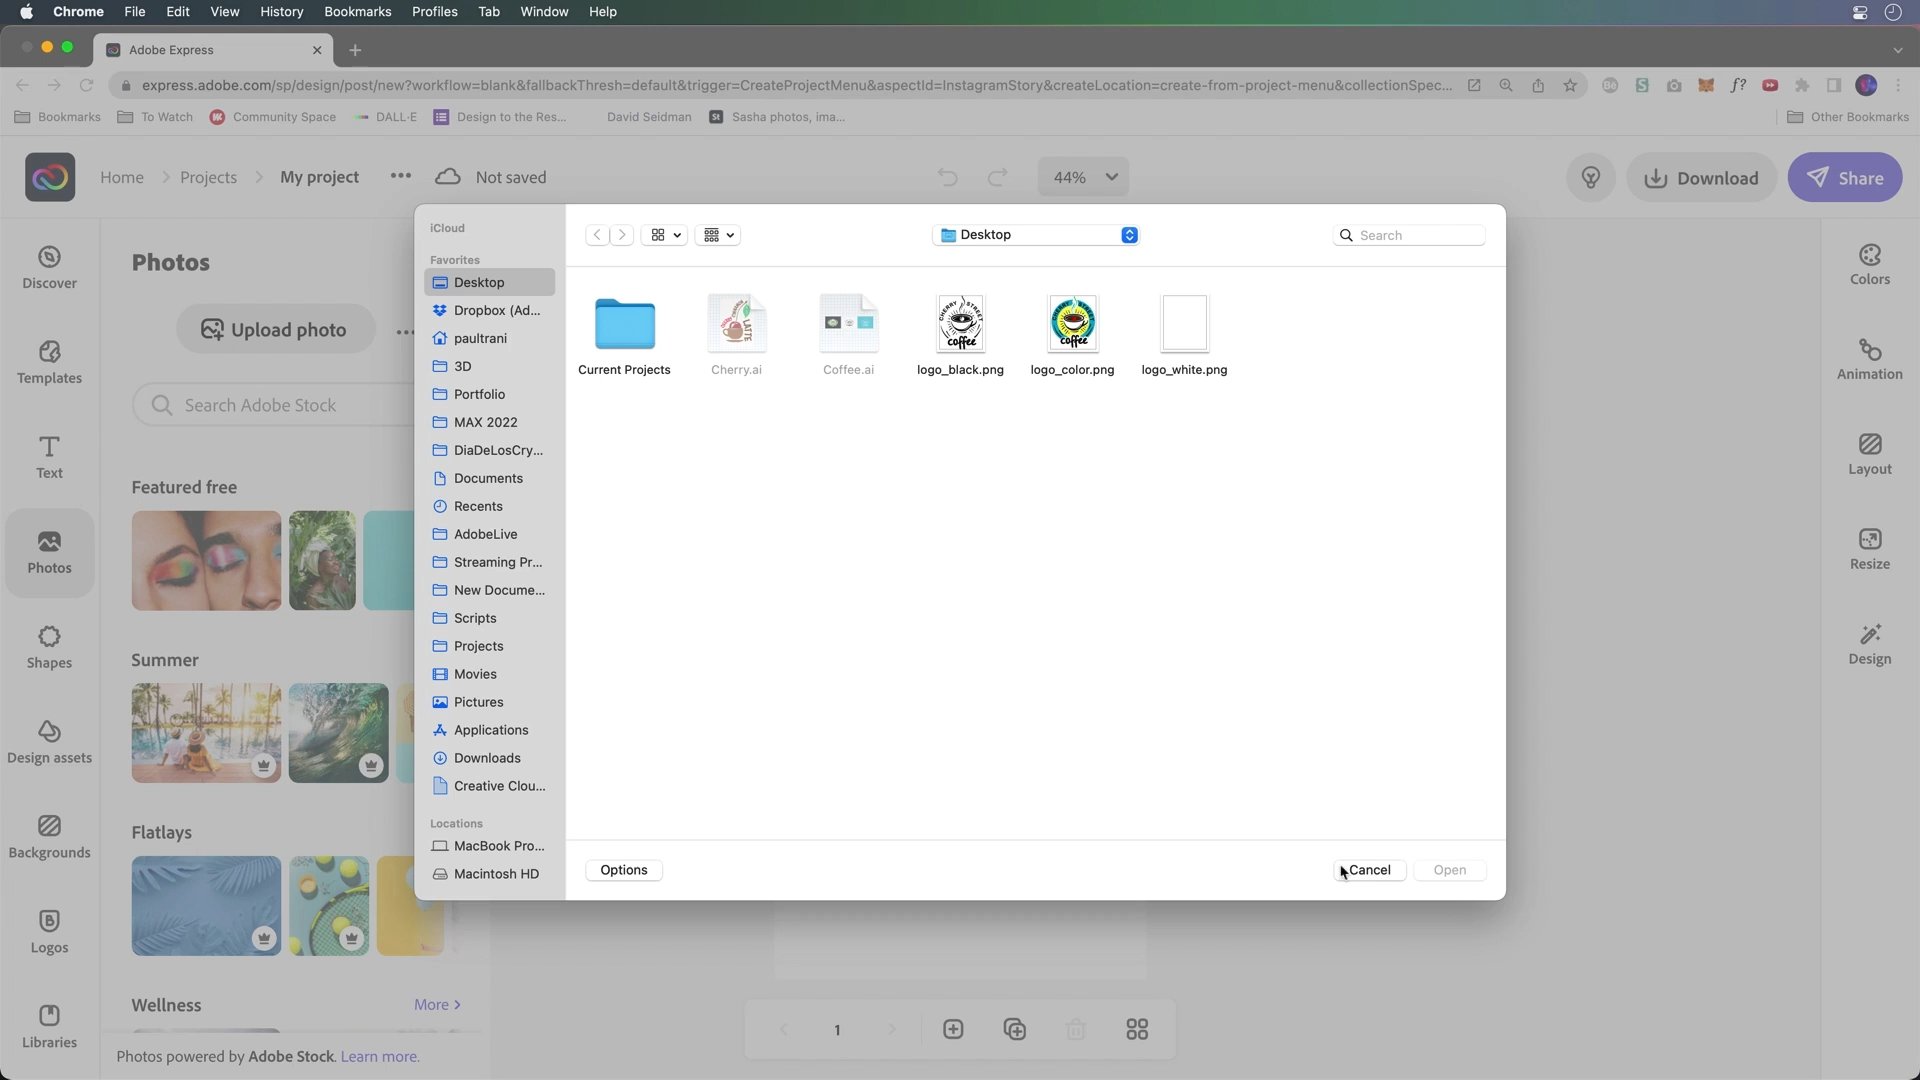 Chrome File Edit View History Bookmarks Profiles Tab Window Help
Adobe Express
express.adobe.com/sp/design/post/new?workflow=blank&fallbackThresh=default&trigger=CreateProjectMenu&aspectId=InstagramStory&createLocation=create-from-project-menu&collectionSpec...
Bookmarks To Watch Community Space DALL·E Design to the Res... David Seidman Sasha photos, ima... Other Bookmarks
Home > Projects > My project ••• Not saved 44% Download Share
iCloud
Favorites
Desktop
Dropbox (Ad...
paultrani
3D
Portfolio
MAX 2022
DiaDeLosCry...
Documents
Recents
AdobeLive
Streaming Pr...
New Docume...
Scripts
Projects
Movies
Pictures
Applications
Downloads
Creative Clou...
Locations
MacBook Pro...
Macintosh HD
Desktop
Search
CHERRY STREET
coffee
CHERRY STREET
coffee
LATTE
Current Projects
Cherry.ai
Coffee.ai
logo_black.png
logo_color.png
logo_white.png
Options
Cancel
Open
Discover
Templates
Text
Photos
Shapes
Design assets
Backgrounds
Logos
Libraries
Photos
Upload photo
Search Adobe Stock
Featured free
Summer
Flatlays
Wellness
More >
Photos powered by Adobe Stock. Learn more.
1
Colors
Animation
Layout
Resize
Design